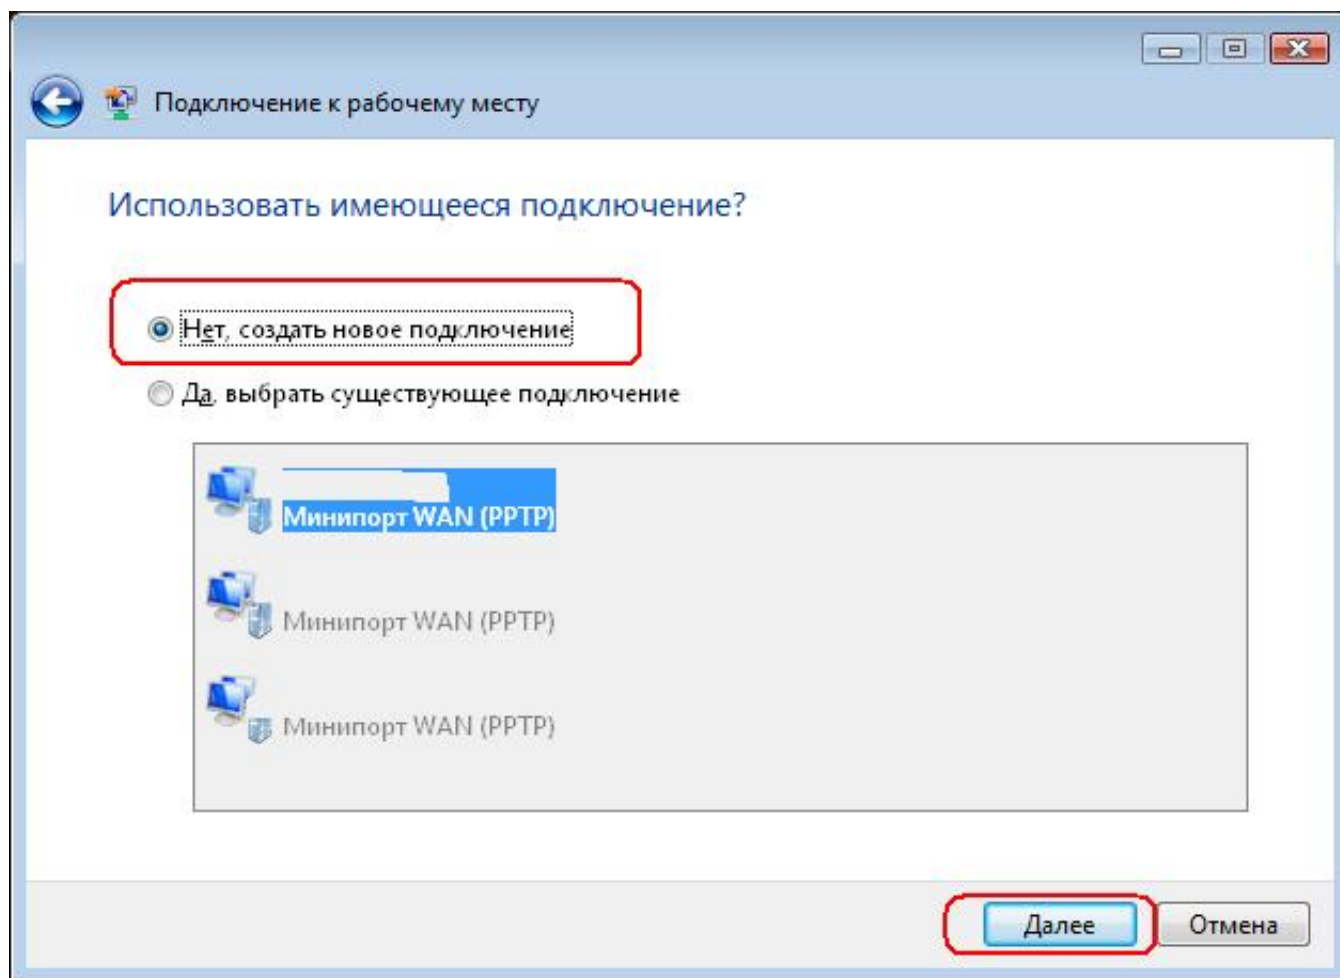 Подключение к рабочему месту
Использовать имеющееся подключение?
Нет, создать новое подключение
Да, выбрать существующее подключение
Минипорт WAN (PPTP)
Минипорт WAN (PPTP)
Минипорт WAN (PPTP)
Далее
Отмена